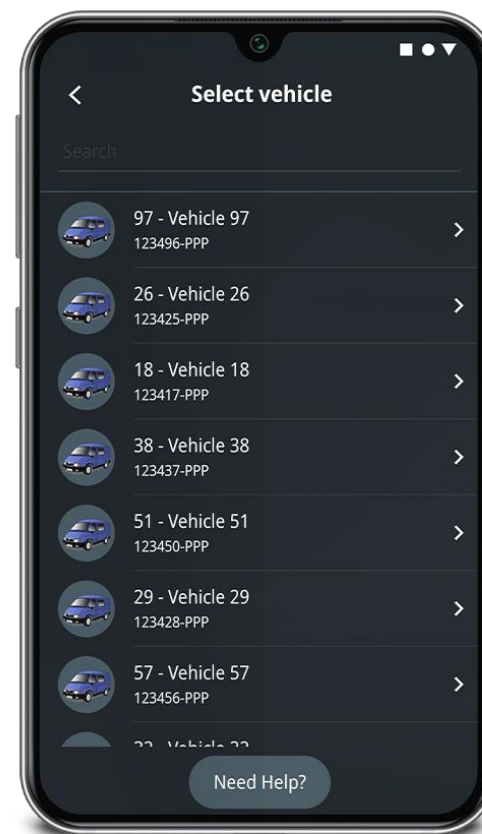 Select vehicle
Search
97 - Vehicle 97
123496-PPP
26 - Vehicle 26
123425-PPP
18 - Vehicle 18
123417-PPP
38 - Vehicle 38
123437-PPP
51 - Vehicle 51
123450-PPP
29 - Vehicle 29
123428-PPP
57 - Vehicle 57
123456-PPP
Vehicle
Need Help?